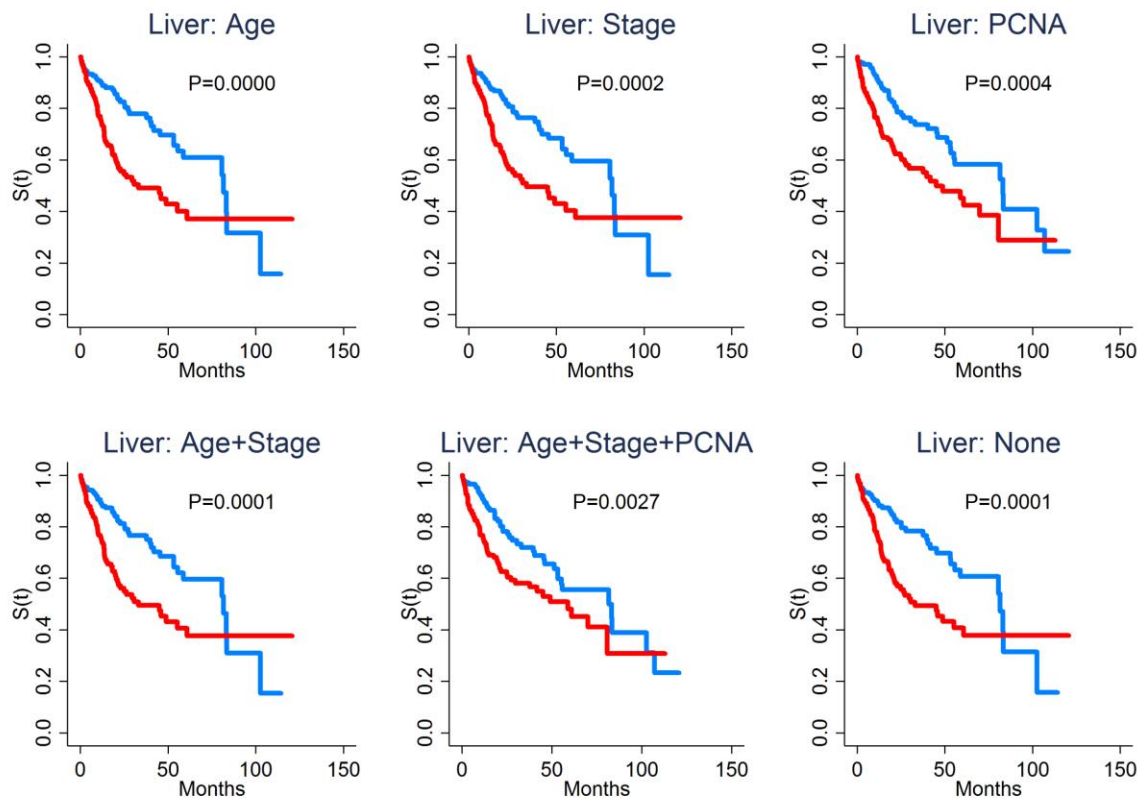 Liver: Age
Liver: Stage
Liver: PCNA
P=0.0000
P=0.0002
P=0.0004
S(t)
0.0 0.2 0.4 0.6 0.8 1.0
0 50 100 150
Months
S(t)
0.0 0.2 0.4 0.6 0.8 1.0
0 50 100 150
Months
S(t)
0.0 0.2 0.4 0.6 0.8 1.0
0 50 100 150
Months
Liver: Age+Stage
Liver: Age+Stage+PCNA
Liver: None
P=0.0001
P=0.0027
P=0.0001
S(t)
0.0 0.2 0.4 0.6 0.8 1.0
0 50 100 150
Months
S(t)
0.0 0.2 0.4 0.6 0.8 1.0
0 50 100 150
Months
S(t)
0.0 0.2 0.4 0.6 0.8 1.0
0 50 100 150
Months